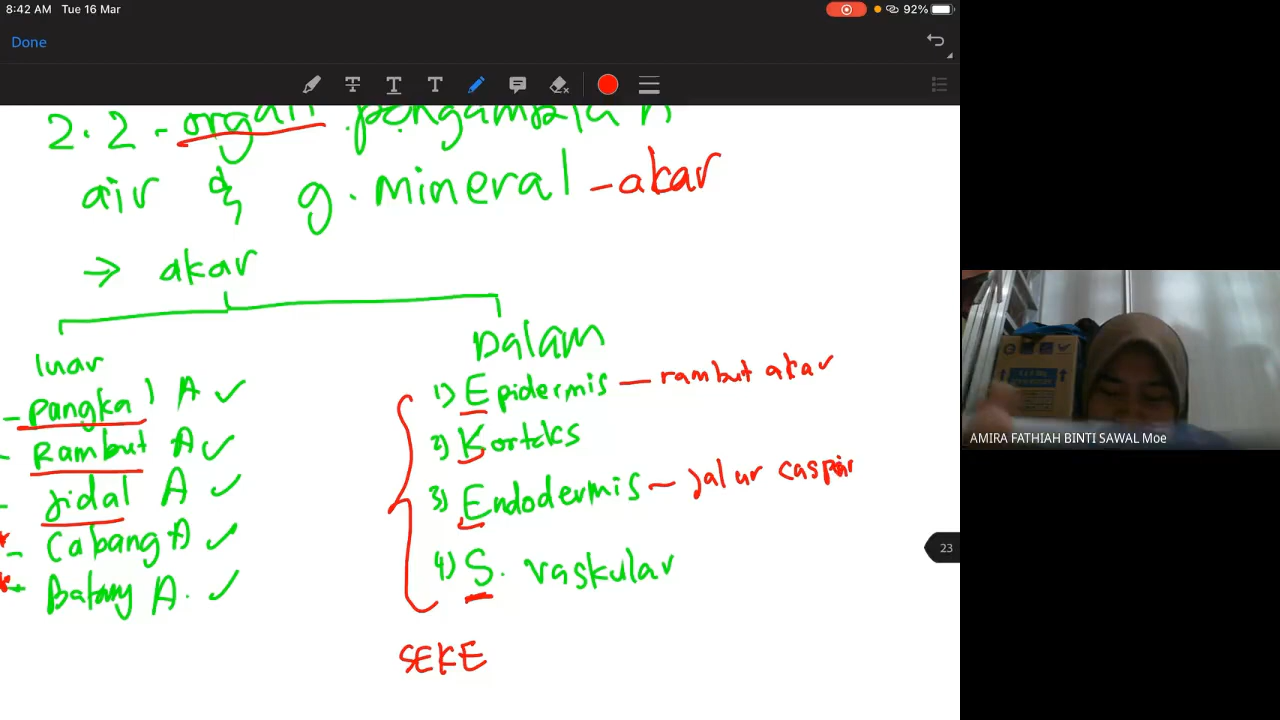 8:42 AM Tue 16 Mar 92%
Done
2.2 - organ pengambilan
air & g. mineral - akar
→ akar
luar
Dalam
- Pangkal A ✓
- Rambut A ✓
- Jidal A ✓
* - Cabang A ✓
* - Batang A. ✓
1) Epidermis — rambut akar
2) Korteks
3) Endodermis — Jalur caspari
4) S. vaskular
SEKE
23
AMIRA FATHIAH BINTI SAWAL Moe